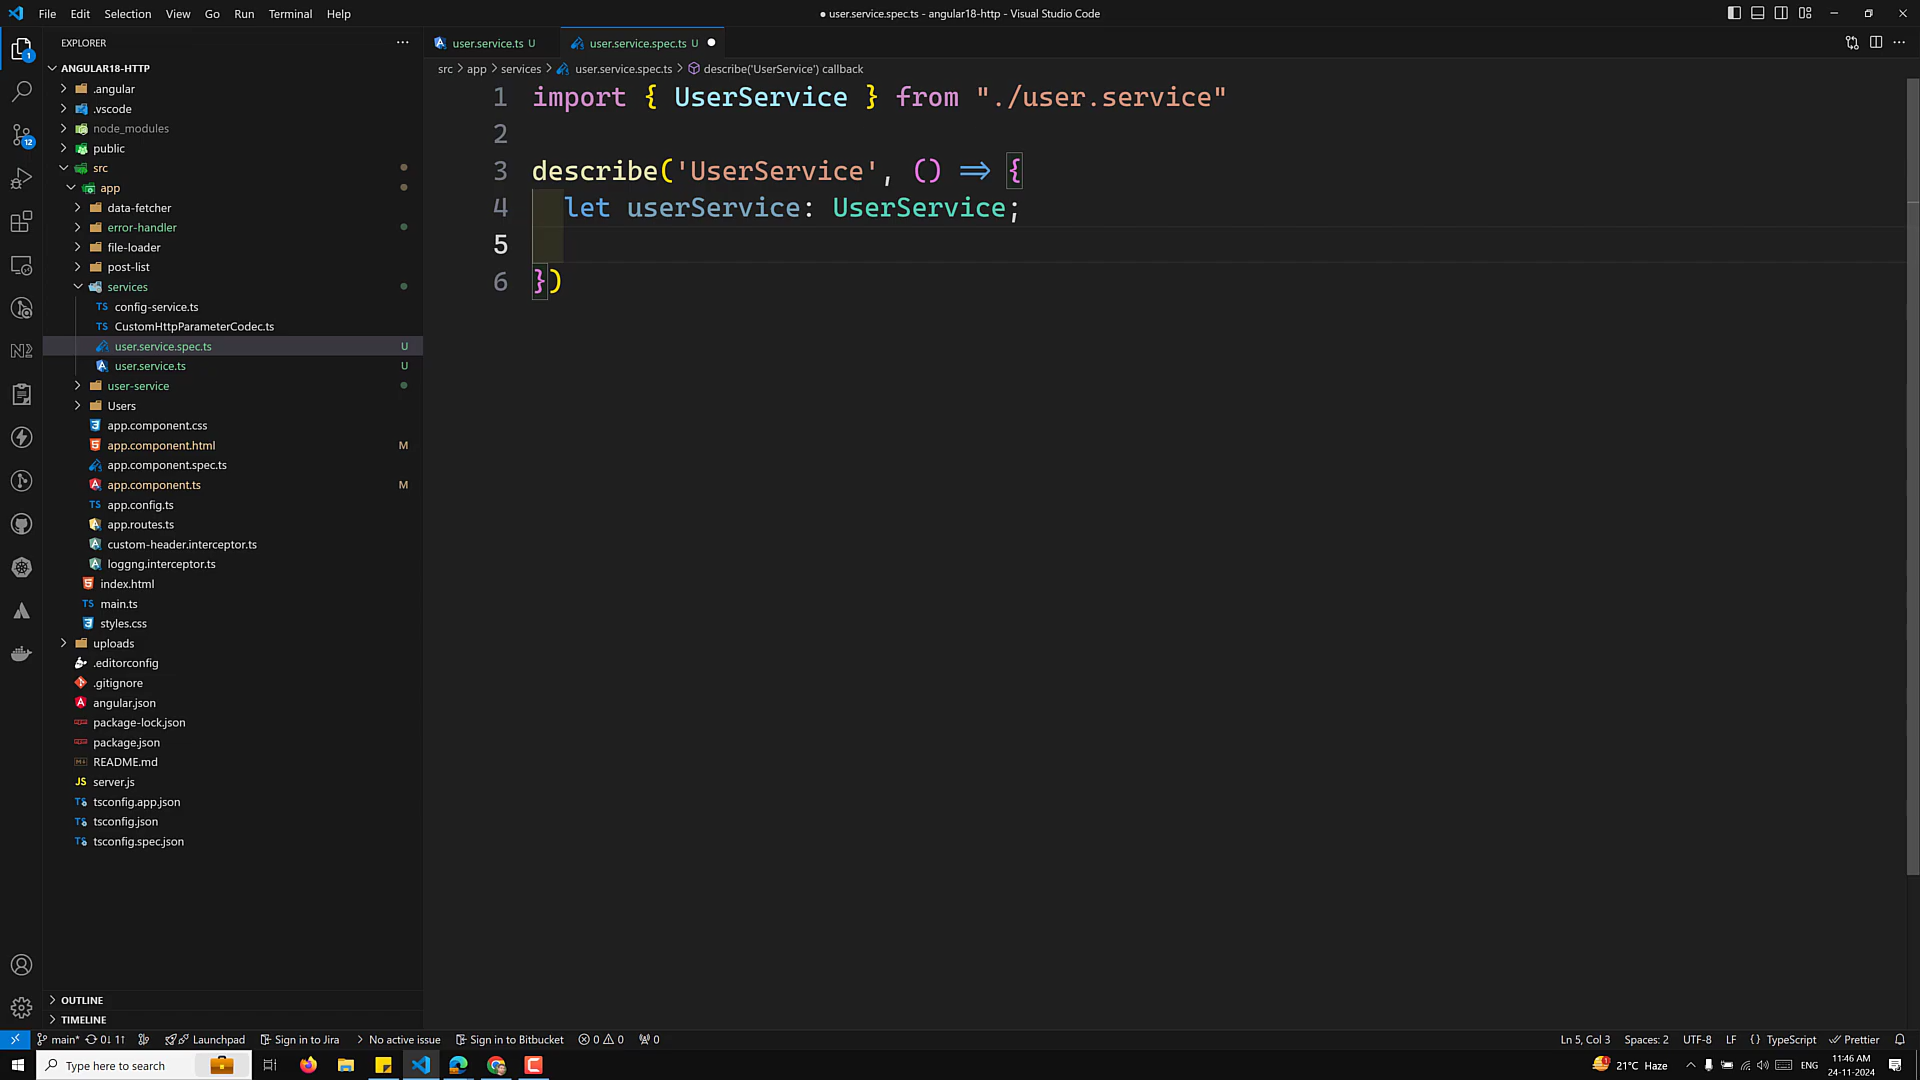 File Edit Selection View Go Run Terminal Help
● user.service.spec.ts - angular18-http - Visual Studio Code
EXPLORER
ANGULAR18-HTTP
.angular
.vscode
node_modules
public
src
app
data-fetcher
error-handler
file-loader
post-list
services
TS config-service.ts
TS CustomHttpParameterCodec.ts
user.service.spec.ts U
user.service.ts U
user-service
Users
app.component.css
app.component.html M
app.component.spec.ts
app.component.ts M
TS app.config.ts
app.routes.ts
custom-header.interceptor.ts
loggng.interceptor.ts
index.html
TS main.ts
styles.css
uploads
.editorconfig
.gitignore
angular.json
package-lock.json
package.json
README.md
JS server.js
tsconfig.app.json
tsconfig.json
tsconfig.spec.json
OUTLINE
TIMELINE
1
12
user.service.ts U
user.service.spec.ts U
src > app > services > user.service.spec.ts > describe('UserService') callback
1 import { UserService } from "./user.service"
2
3 describe('UserService', () => {
4 let userService: UserService;
5
6 })
main* 0↓ 1↑ Launchpad Sign in to Jira No active issue Sign in to Bitbucket 0 0 0
Ln 5, Col 3 Spaces: 2 UTF-8 LF {} TypeScript Prettier
Type here to search
21°C Haze ENG
11:46 AM
24-11-2024